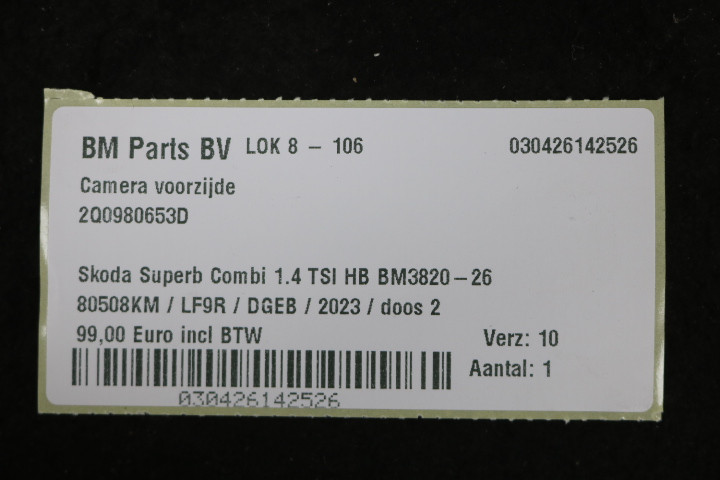 BM Parts BV LOK 8 - 106 030426142526
Camera voorzijde
2Q0980653D
Skoda Superb Combi 1.4 TSI HB BM3820-26
80508KM / LF9R / DGEB / 2023 / doos 2
99,00 Euro incl BTW Verz: 10
Aantal: 1
030426142526